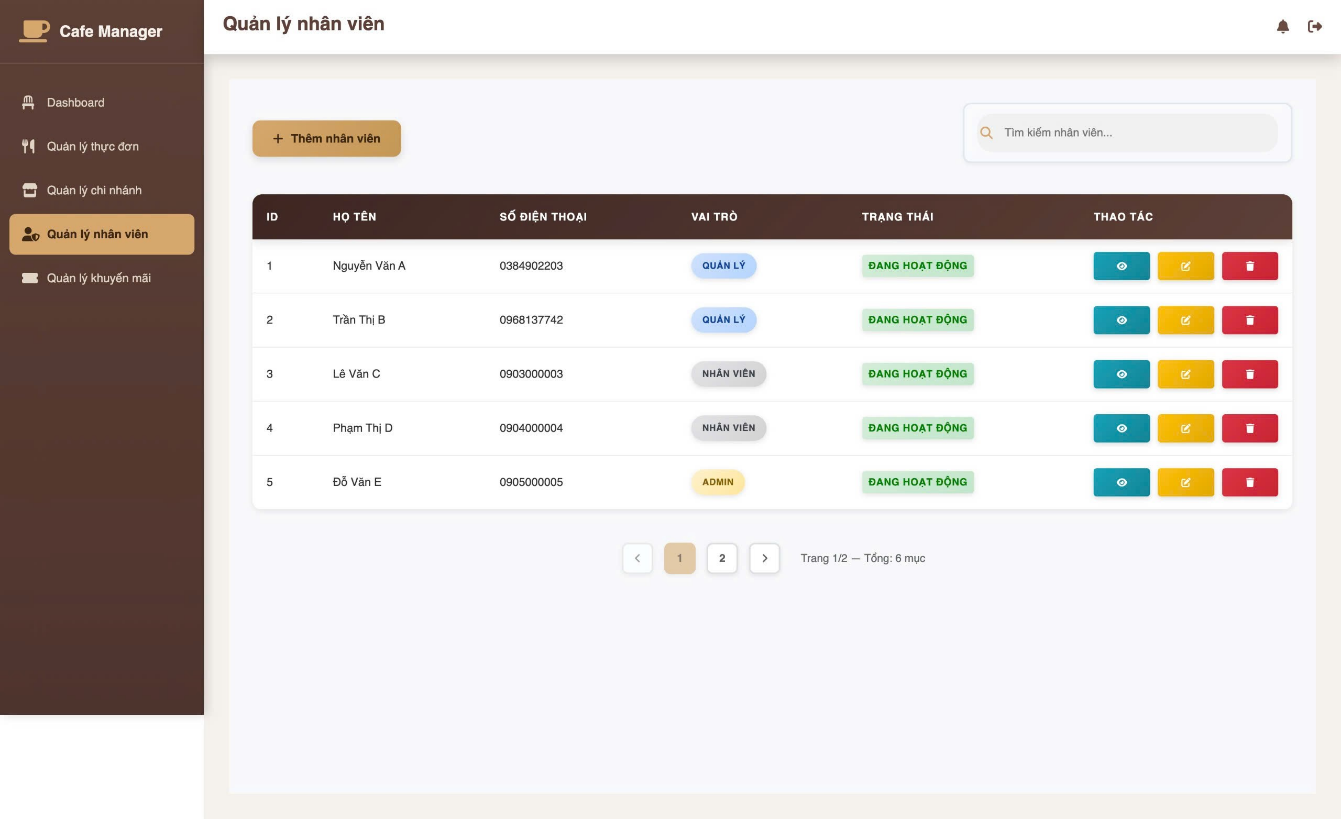 Cafe Manager
Quản lý nhân viên
Dashboard
Quản lý thực đơn
Quản lý chi nhánh
Quản lý nhân viên
Quản lý khuyến mãi
+ Thêm nhân viên
Tìm kiếm nhân viên...
ID HỌ TÊN SỐ ĐIỆN THOẠI VAI TRÒ TRẠNG THÁI THAO TÁC
1 Nguyễn Văn A 0384902203 QUẢN LÝ ĐANG HOẠT ĐỘNG
2 Trần Thị B 0968137742 QUẢN LÝ ĐANG HOẠT ĐỘNG
3 Lê Văn C 0903000003 NHÂN VIÊN ĐANG HOẠT ĐỘNG
4 Phạm Thị D 0904000004 NHÂN VIÊN ĐANG HOẠT ĐỘNG
5 Đỗ Văn E 0905000005 ADMIN ĐANG HOẠT ĐỘNG
1 2 Trang 1/2 — Tổng: 6 mục